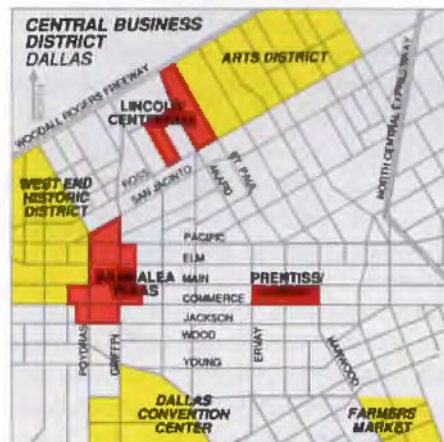 CENTRAL BUSINESS
DISTRICT
DALLAS
WOODALL RODGERS FREEWAY
ARTS DISTRICT
LINCOLN
NORTH CENTRAL EXPRESSWAY
WEST END
HISTORIC
DISTRICT
ROSS
SAN JACINTO
ST. PAUL
AKARD
PACIFIC
ELM
MAIN
PRENTISS/
COMMERCE
JACKSON
WOOD
YOUNG
POYDRAS
GRIFFIN
ERVAY
HARWOOD
DALLAS
CONVENTION
CENTER
FARMERS
MARKET